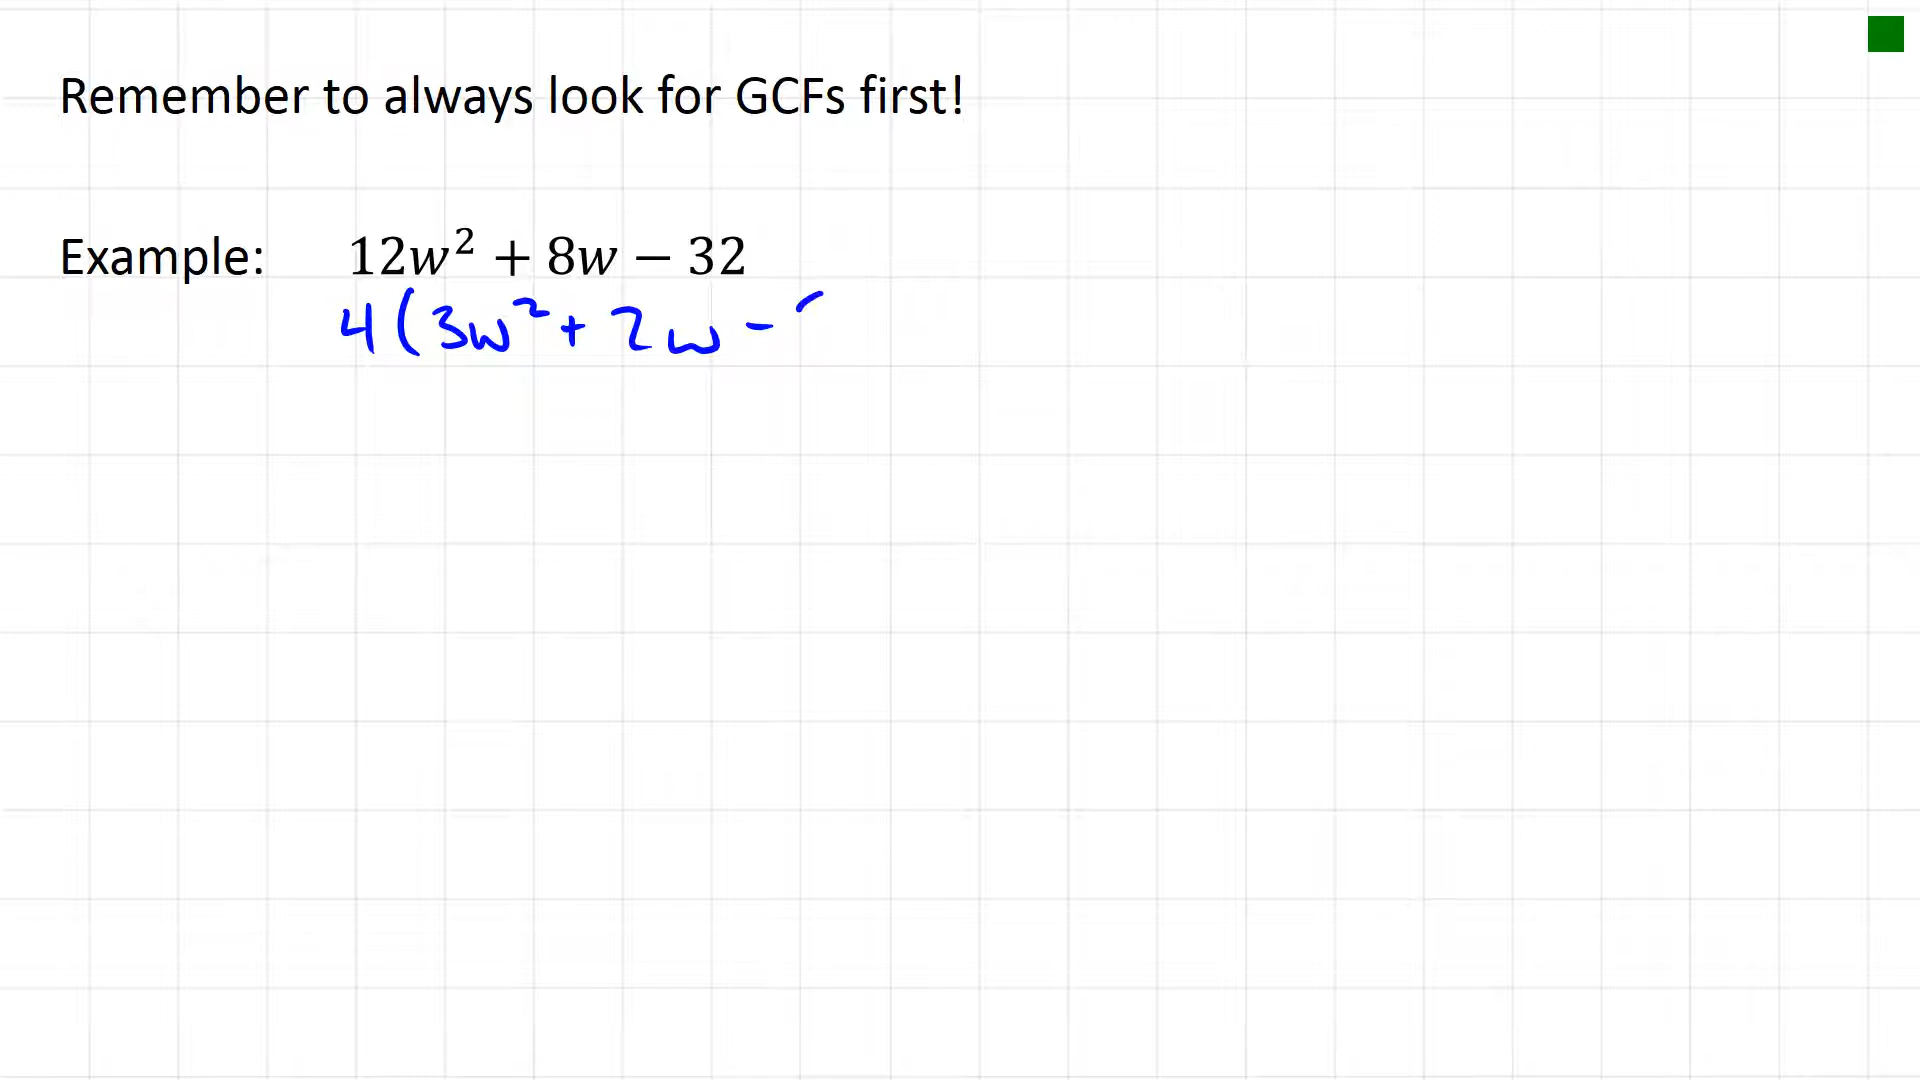 Remember to always look for GCFs first!
Example: 12w² + 8w − 32
4(3w² + 2w −